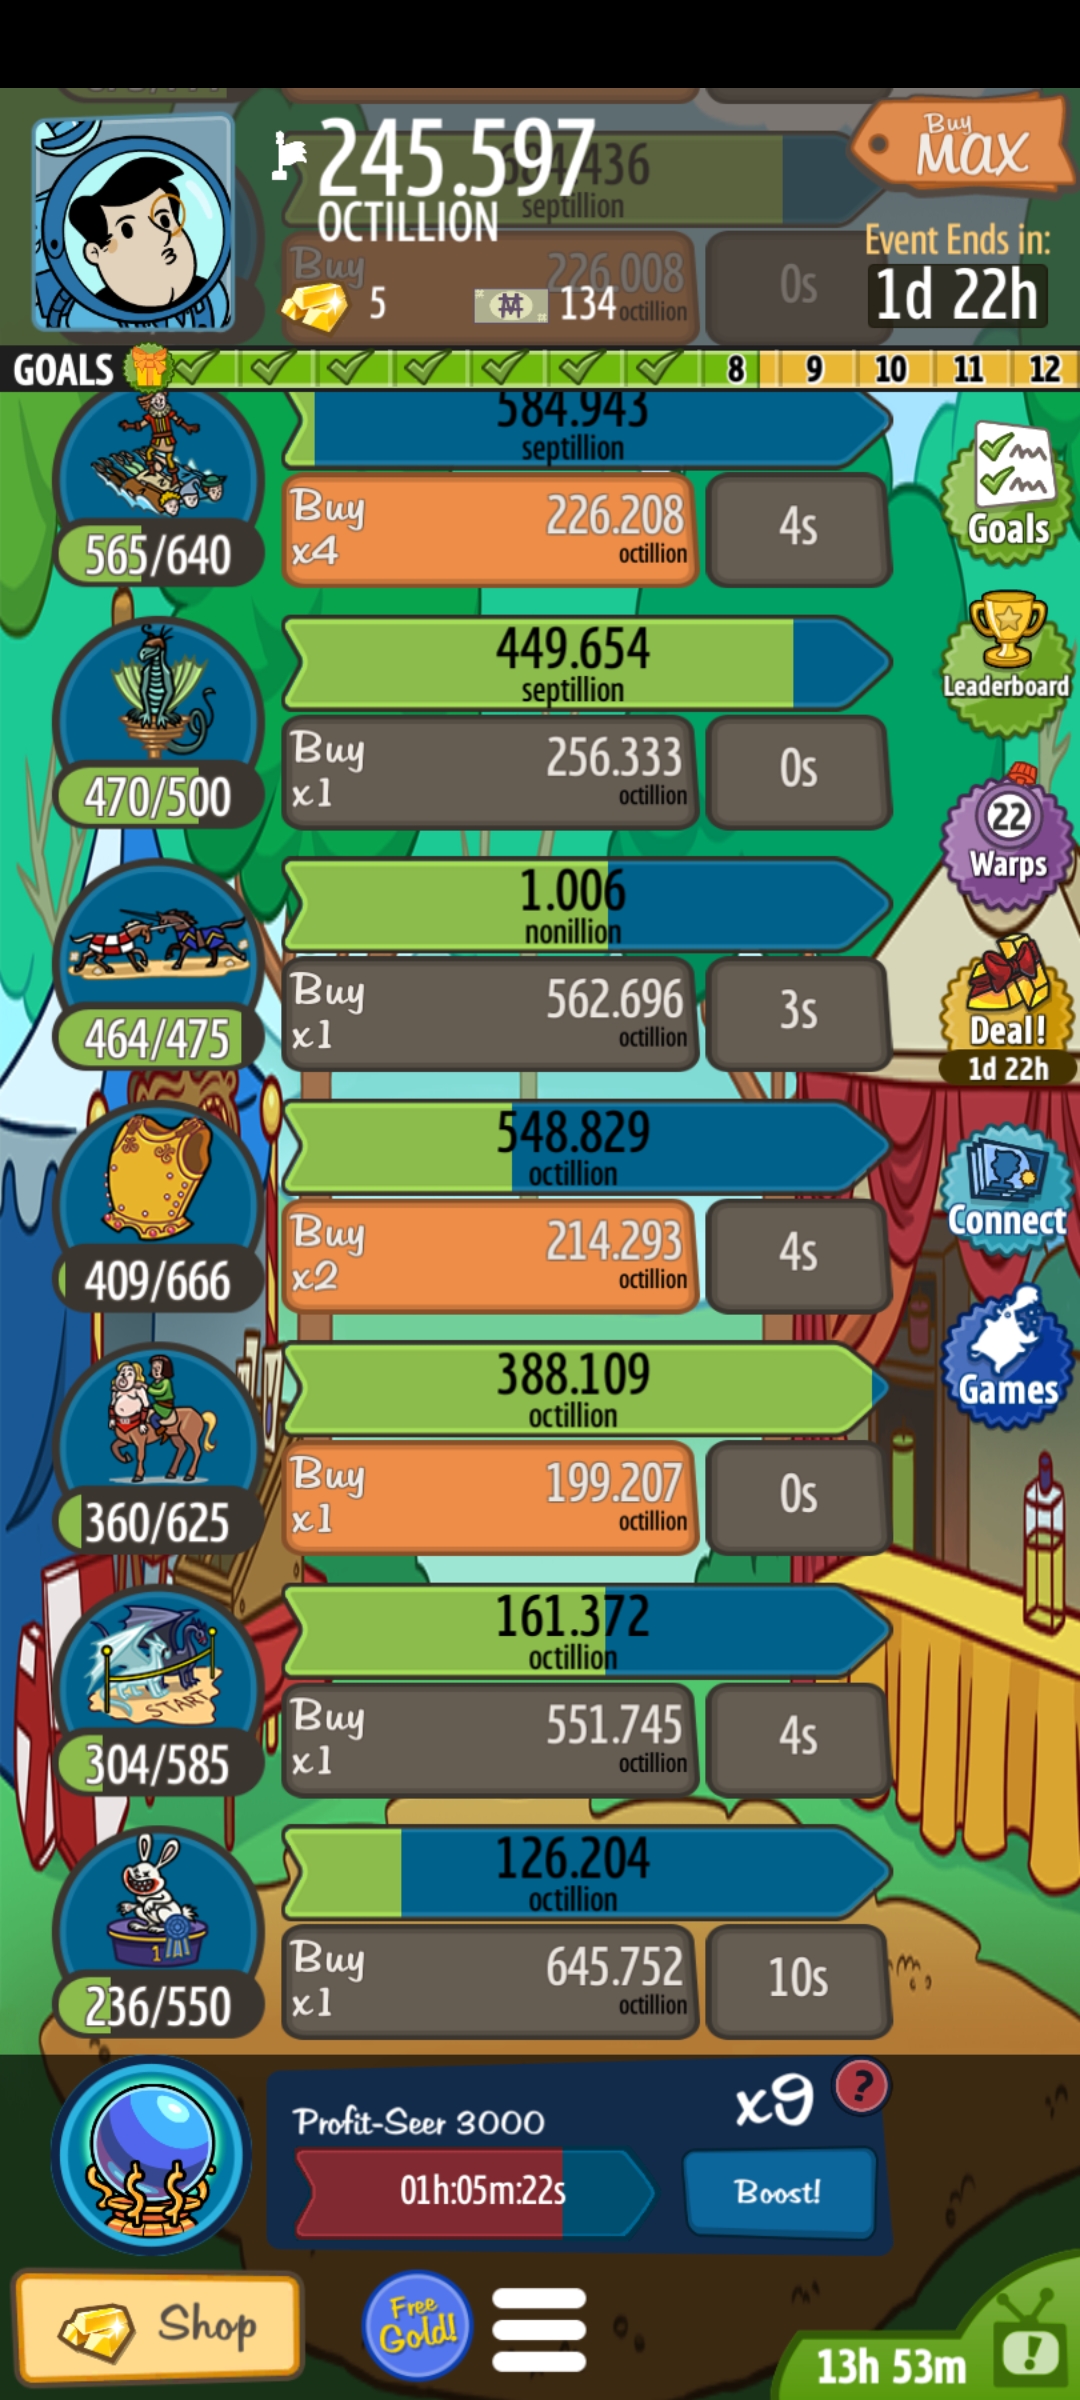 245.597
OCTILLION
684.436
septillion
Buy
226.008
octillion
0s
5
134
Buy
MAX
Event Ends in:
1d 22h
GOALS
8
9
10
11
12
584.943
septillion
565/640
Buy
x4
226.208
octillion
4s
Goals
449.654
septillion
470/500
Buy
x1
256.333
octillion
0s
Leaderboard
22
Warps
1.006
nonillion
464/475
Buy
x1
562.696
octillion
3s
Deal!
1d 22h
548.829
octillion
409/666
Buy
x2
214.293
octillion
4s
Connect
388.109
octillion
360/625
Buy
x1
199.207
octillion
0s
Games
161.372
octillion
START
304/585
Buy
x1
551.745
octillion
4s
126.204
octillion
1
236/550
Buy
x1
645.752
octillion
10s
Profit-Seer 3000
x9
?
01h:05m:22s
Boost!
Shop
Free
Gold!
13h 53m
!